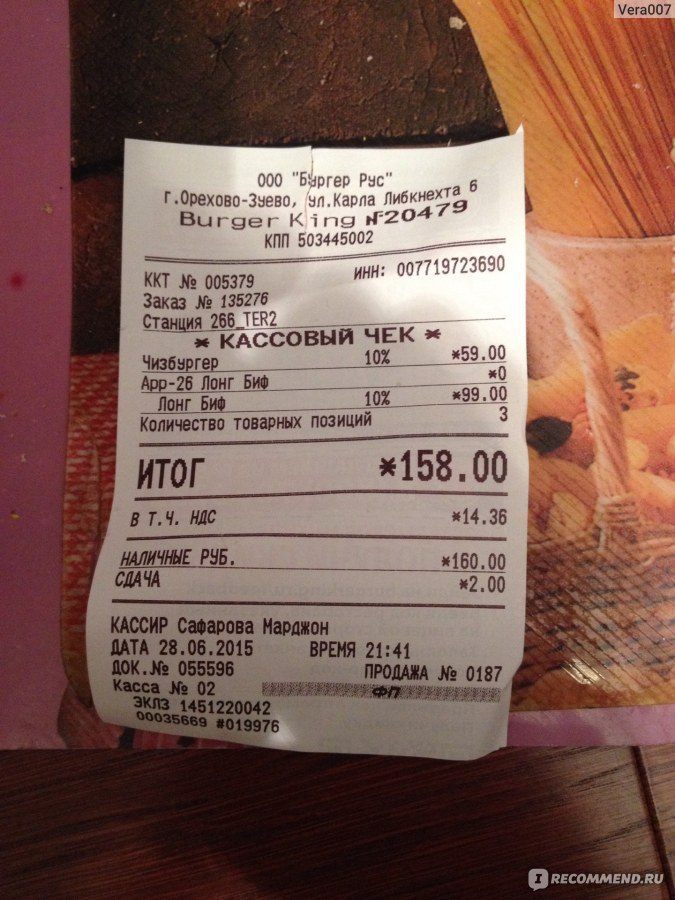 Vera007
ООО "Бургер Рус"
г.Орехово-Зуево, ул.Карла Либкнехта 6
Burger King №20479
КПП 503445002
ККТ № 005379 ИНН: 007719723690
Заказ № 135276
Станция 266_TER2
* КАССОВЫЙ ЧЕК *
Чизбургер 10% *59.00
Арр-26 Лонг Биф *0
Лонг Биф 10% *99.00
Количество товарных позиций 3
ИТОГ *158.00
В Т.Ч. НДС *14.36
НАЛИЧНЫЕ РУБ. *160.00
СДАЧА *2.00
КАССИР Сафарова Марджон
ДАТА 28.06.2015 ВРЕМЯ 21:41
ДОК.№ 055596 ПРОДАЖА № 0187
Касса № 02 ФП
ЭКЛЗ 1451220042
00035669 #019976
IRECOMMEND.RU